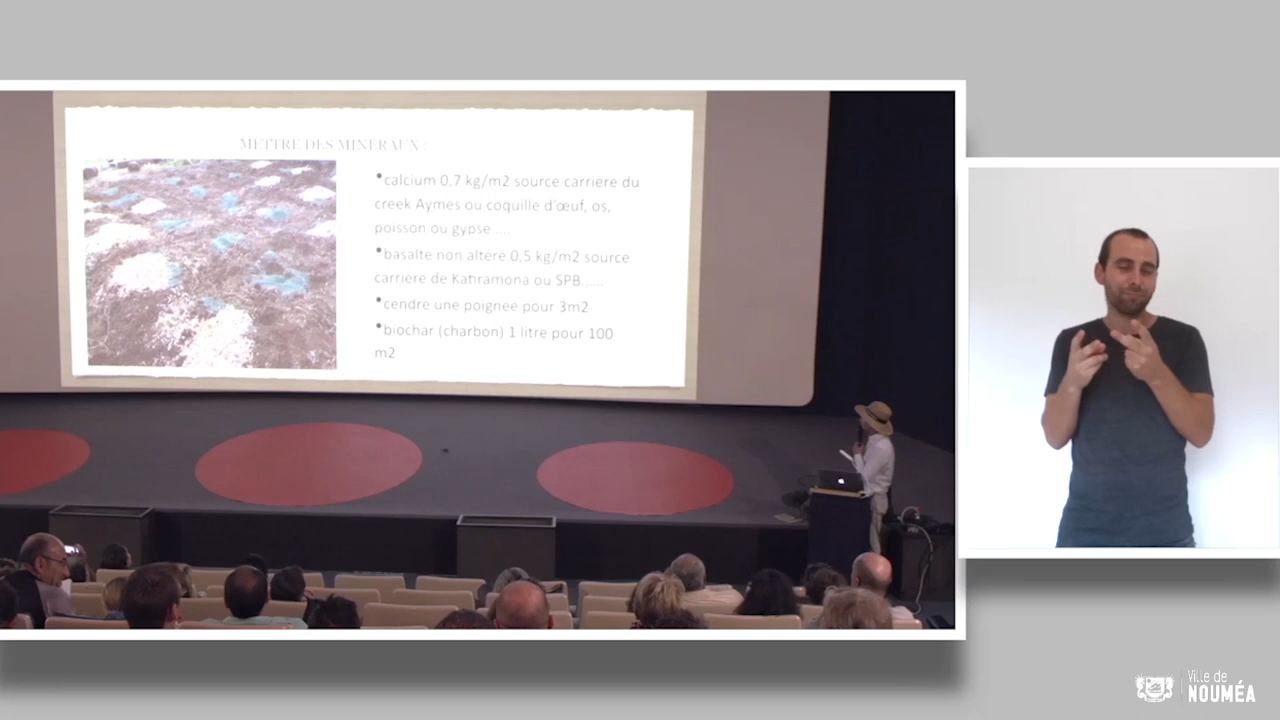 METTRE DES MINERAUX :
•calcium 0,7 kg/m2 source carriere du
creek Aymes ou coquille d'œuf, os,
poisson ou gypse ....
•basalte non altere 0,5 kg/m2 source
carriere de Katiramona ou SPB......
•cendre une poignee pour 3m2
•biochar (charbon) 1 litre pour 100
m2
Ville de
NOUMÉA